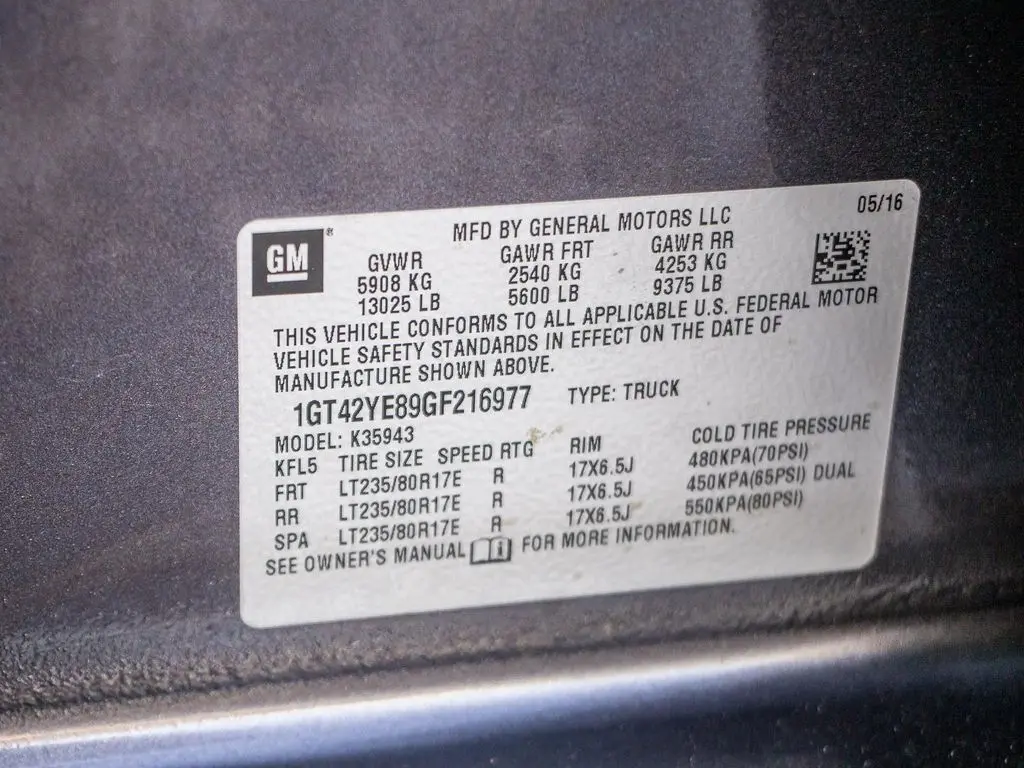 05/16
MFD BY GENERAL MOTORS LLC
GM®
GVWR GAWR FRT GAWR RR
5908 KG 2540 KG 4253 KG
13025 LB 5600 LB 9375 LB
THIS VEHICLE CONFORMS TO ALL APPLICABLE U.S. FEDERAL MOTOR
VEHICLE SAFETY STANDARDS IN EFFECT ON THE DATE OF
MANUFACTURE SHOWN ABOVE.
1GT42YE89GF216977 TYPE: TRUCK
MODEL: K35943
KFL5 TIRE SIZE SPEED RTG RIM COLD TIRE PRESSURE
FRT LT235/80R17E R 17X6.5J 480KPA(70PSI)
RR LT235/80R17E R 17X6.5J 450KPA(65PSI) DUAL
SPA LT235/80R17E R 17X6.5J 550KPA(80PSI)
SEE OWNER'S MANUAL FOR MORE INFORMATION.